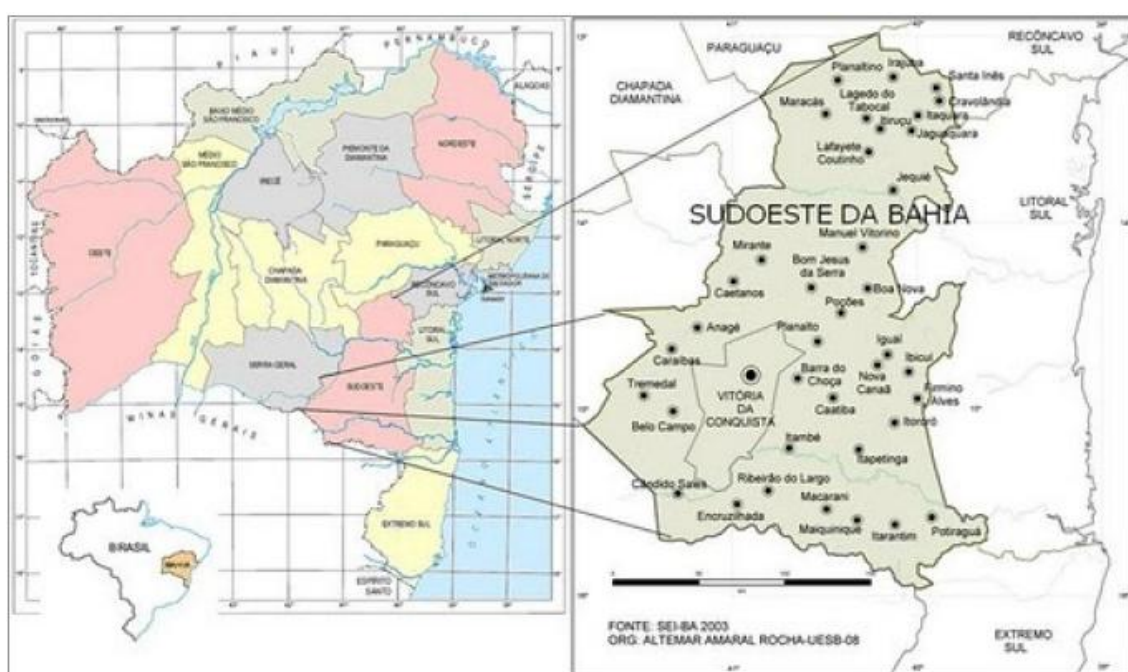 PIAUÍ
PERNAMBUCO
ALAGOAS
BAIXO MÉDIO
SÃO FRANCISCO
NORDESTE
MÉDIO
SÃO FRANCISCO
PIEMONTE DA
DIAMANTINA
IRECÊ
SERGIPE
TOCANTINS
OESTE
PARAGUAÇU
LITORAL NORTE
CHAPADA
DIAMANTINA
METROPOLITANA DE
SALVADOR
RECÔNCAVO
SUL
GOIÁS
LITORAL
SUL
SERRA GERAL
SUDOESTE
MINAS GERAIS
EXTREMO SUL
ESPÍRITO
SANTO
BRASIL
BAHIA
PARAGUAÇU
RECÔNCAVO
SUL
CHAPADA
DIAMANTINA
Planaltino
Irajuba
Santa Inês
Lagedo do
Tabocal
Cravolândia
Maracás
Itiruçu
Itaquara
Jaguaquara
Lafayete
Coutinho
Jequié
SUDOESTE DA BAHIA
LITORAL
SUL
Manuel Vitorino
Mirante
Bom Jesus
da Serra
Caetanos
Boa Nova
Poções
Anagé
Planalto
Iguaí
Ibicuí
Caraíbas
Barra do
Choça
Nova
Canaã
Firmino
Alves
Tremedal
VITÓRIA
DA
CONQUISTA
Caatiba
Belo Campo
Itororó
Itambé
Itapetinga
Cândido Sales
Ribeirão do Largo
Macarani
Encruzilhada
Maiquinique
Itarantim
Potiraguá
FONTE: SEI-BA 2003
ORG: ALTEMAR AMARAL ROCHA-UESB-08
EXTREMO
SUL